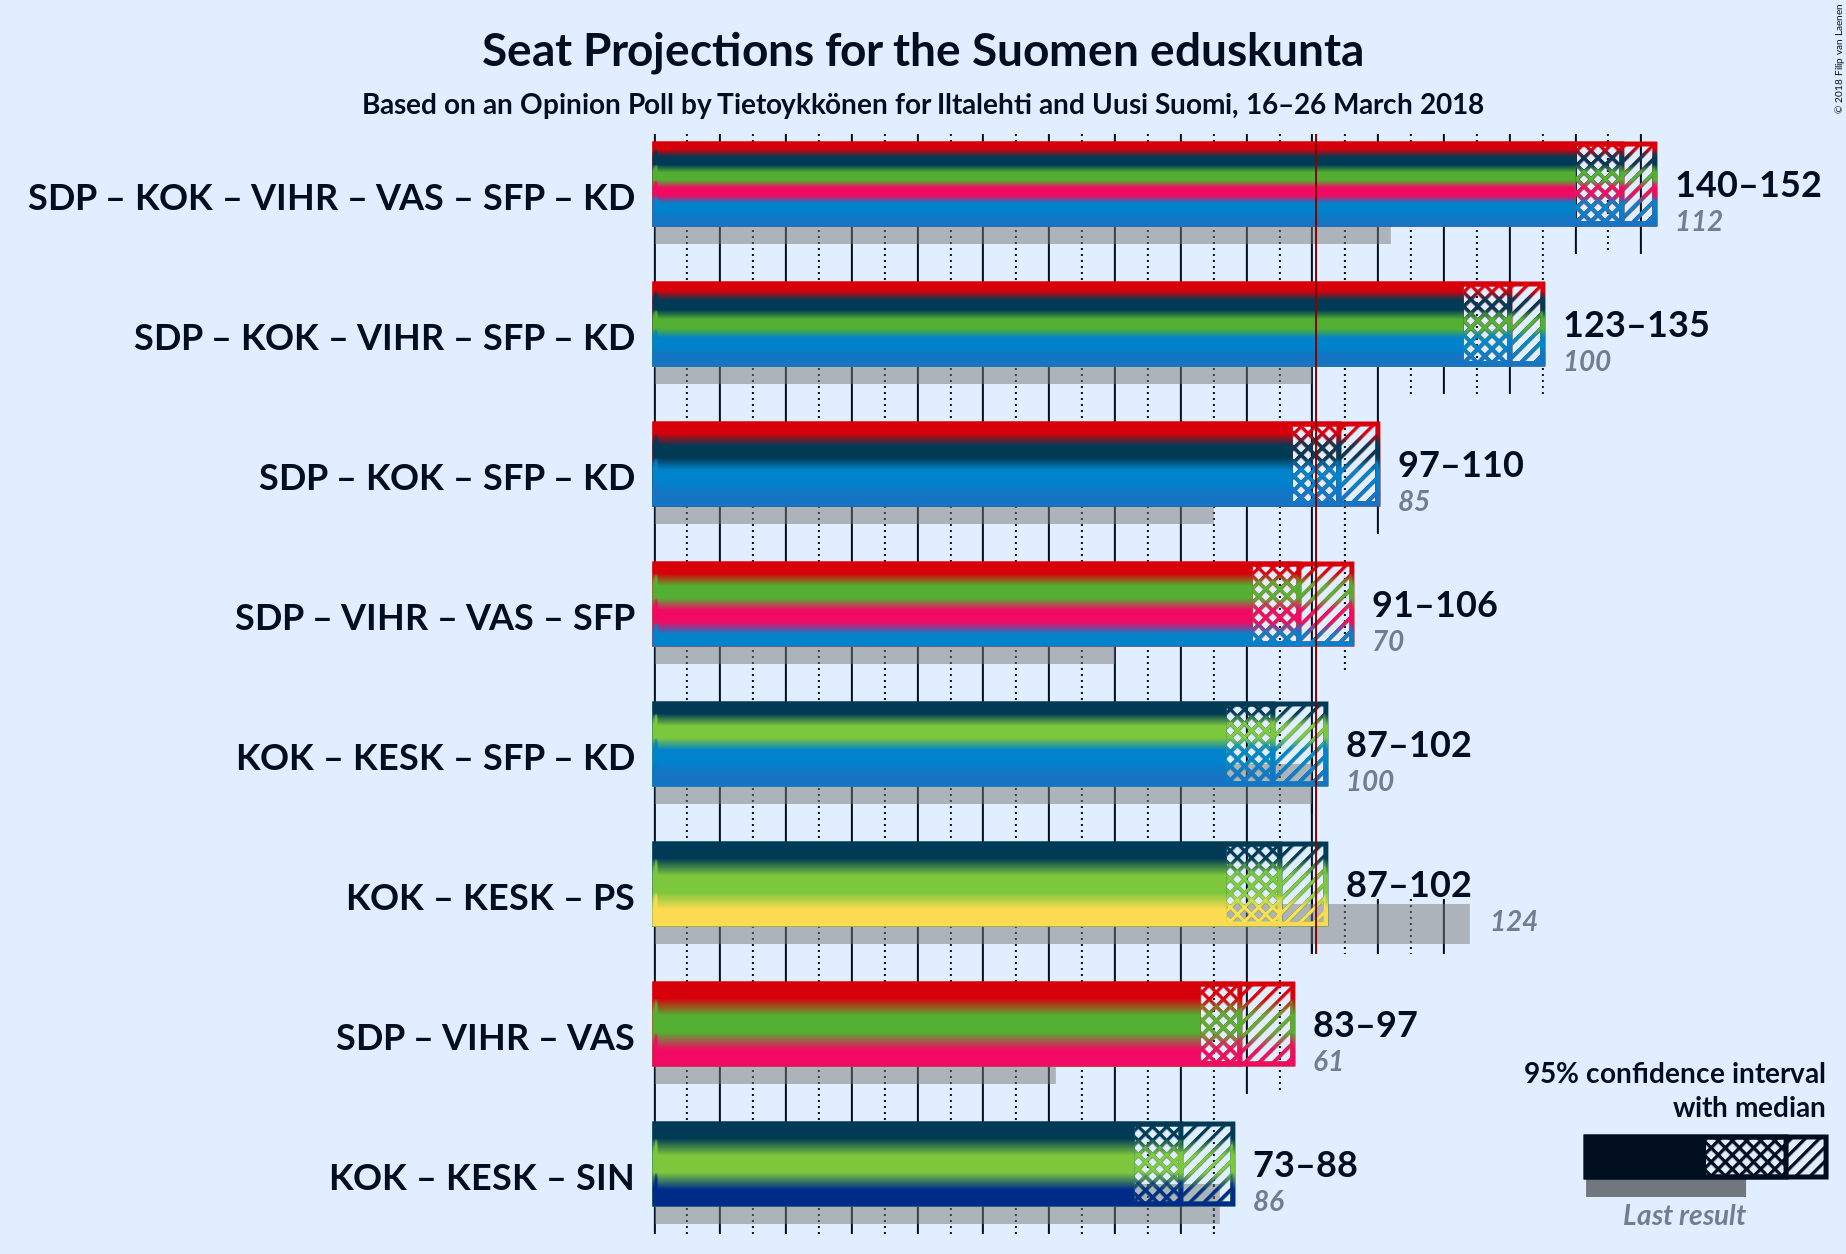 Seat Projections for the Suomen eduskunta
Based on an Opinion Poll by Tietoykkönen for Iltalehti and Uusi Suomi, 16–26 March 2018
© 2018 Filip van Laenen
SDP – KOK – VIHR – VAS – SFP – KD
140–152
112
SDP – KOK – VIHR – SFP – KD
123–135
100
SDP – KOK – SFP – KD
97–110
85
SDP – VIHR – VAS – SFP
91–106
70
KOK – KESK – SFP – KD
87–102
100
KOK – KESK – PS
87–102
124
SDP – VIHR – VAS
83–97
61
KOK – KESK – SIN
73–88
86
95% confidence interval
with median
Last result